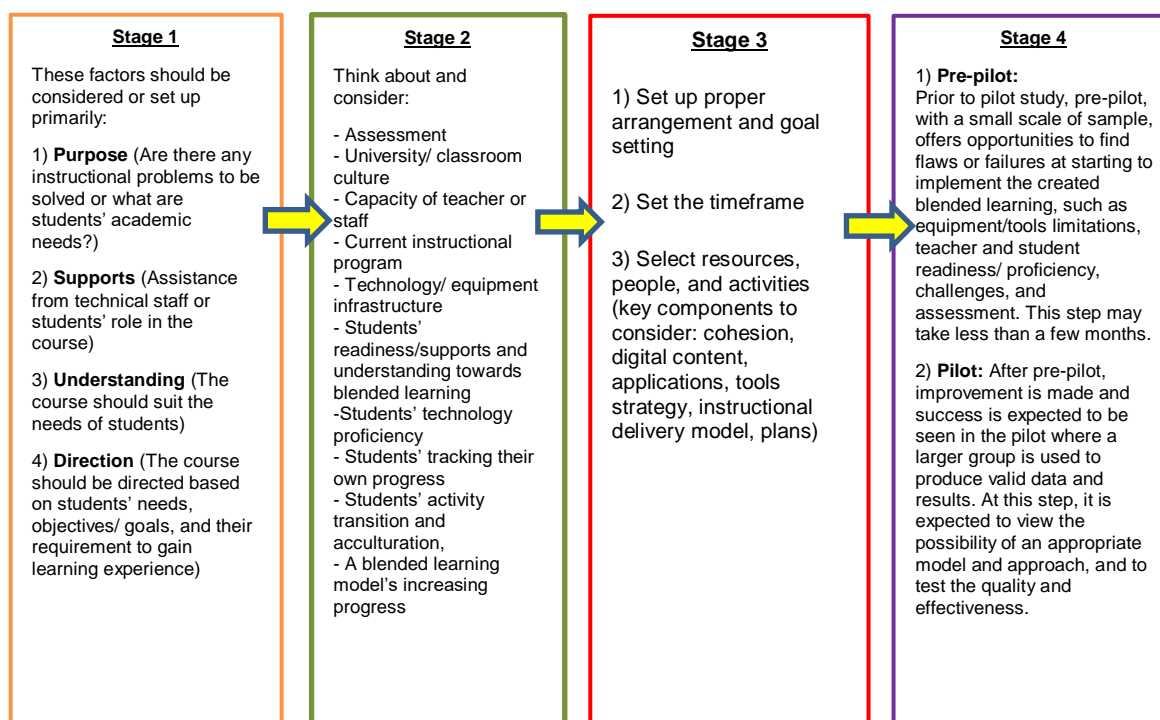 Stage 1
These factors should be
considered or set up
primarily:
1) Purpose (Are there any
instructional problems to be
solved or what are
students’ academic
needs?)
2) Supports (Assistance
from technical staff or
students’ role in the
course)
3) Understanding (The
course should suit the
needs of students)
4) Direction (The course
should be directed based
on students’ needs,
objectives/ goals, and their
requirement to gain
learning experience)
Stage 2
Think about and
consider:
- Assessment
- University/ classroom
culture
- Capacity of teacher or
staff
- Current instructional
program
- Technology/ equipment
infrastructure
- Students’
readiness/supports and
understanding towards
blended learning
-Students’ technology
proficiency
- Students’ tracking their
own progress
- Students’ activity
transition and
acculturation,
- A blended learning
model’s increasing
progress
Stage 3
1) Set up proper
arrangement and goal
setting
2) Set the timeframe
3) Select resources,
people, and activities
(key components to
consider: cohesion,
digital content,
applications, tools
strategy, instructional
delivery model, plans)
Stage 4
1) Pre-pilot:
Prior to pilot study, pre-pilot,
with a small scale of sample,
offers opportunities to find
flaws or failures at starting to
implement the created
blended learning, such as
equipment/tools limitations,
teacher and student
readiness/ proficiency,
challenges, and
assessment. This step may
take less than a few months.
2) Pilot: After pre-pilot,
improvement is made and
success is expected to be
seen in the pilot where a
larger group is used to
produce valid data and
results. At this step, it is
expected to view the
possibility of an appropriate
model and approach, and to
test the quality and
effectiveness.